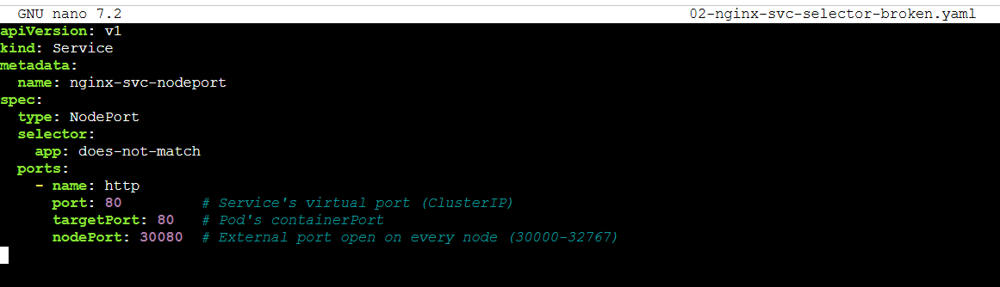 GNU nano 7.2 02-nginx-svc-selector-broken.yaml
apiVersion: v1
kind: Service
metadata:
  name: nginx-svc-nodeport
spec:
  type: NodePort
  selector:
    app: does-not-match
  ports:
    - name: http
      port: 80         # Service's virtual port (ClusterIP)
      targetPort: 80   # Pod's containerPort
      nodePort: 30080  # External port open on every node (30000-32767)